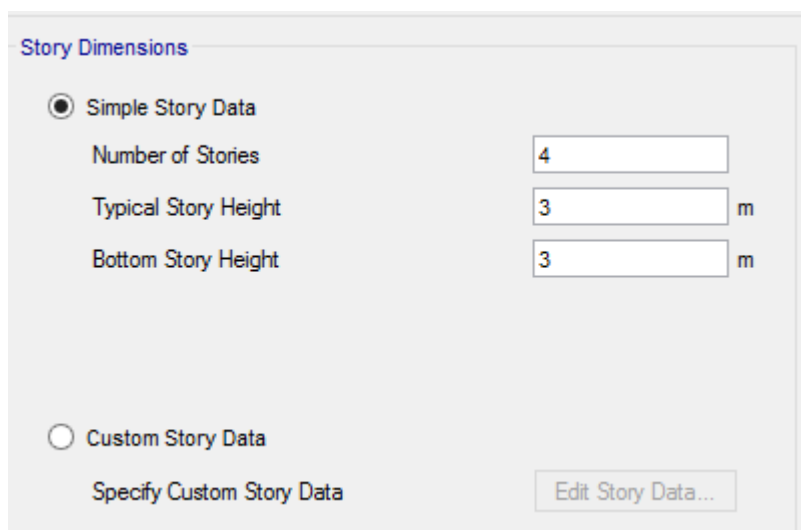 Story Dimensions
Simple Story Data
Number of Stories 4
Typical Story Height 3 m
Bottom Story Height 3 m
Custom Story Data
Specify Custom Story Data Edit Story Data...